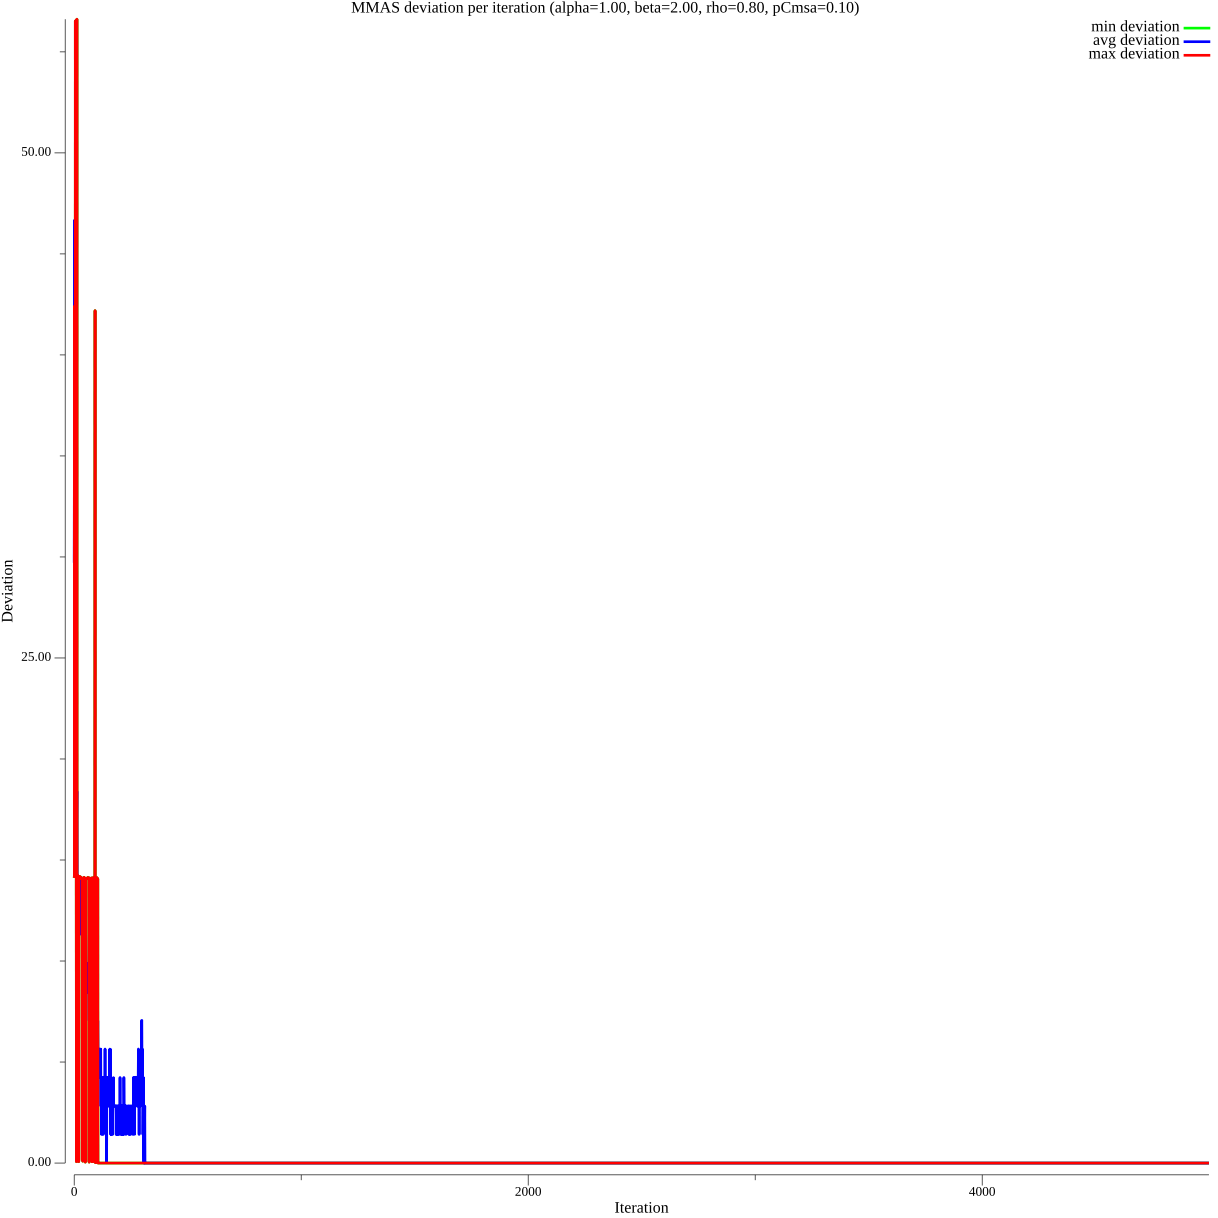 MMAS deviation per iteration (alpha=1.00, beta=2.00, rho=0.80, pCmsa=0.10)
min deviation
avg deviation
max deviation
50.00
25.00
0.00
Deviation
0
2000
4000
Iteration